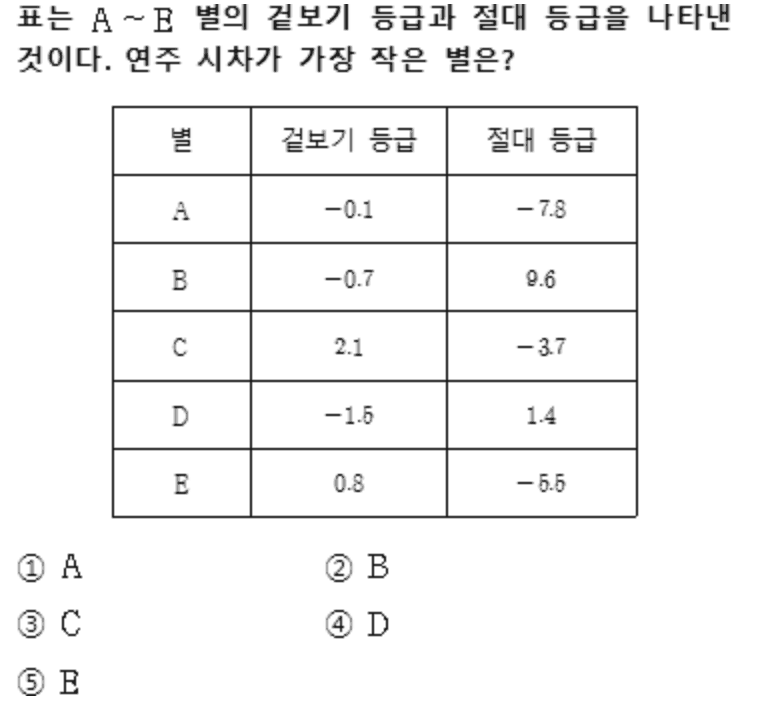 표는 A ~ E 별의 겉보기 등급과 절대 등급을 나타낸
것이다. 연주 시차가 가장 작은 별은?
별 겉보기 등급 절대 등급
A -0.1 -7.8
B -0.7 9.6
C 2.1 -3.7
D -1.5 1.4
E 0.8 -5.5
① A ② B
③ C ④ D
⑤ E